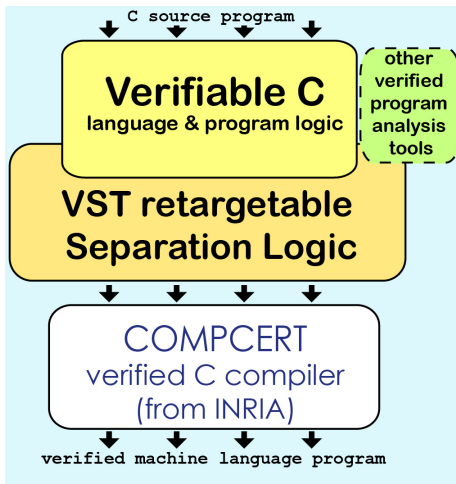 C source program
Verifiable C
language & program logic
other
verified
program
analysis
tools
VST retargetable
Separation Logic
COMPCERT
verified C compiler
(from INRIA)
verified machine language program